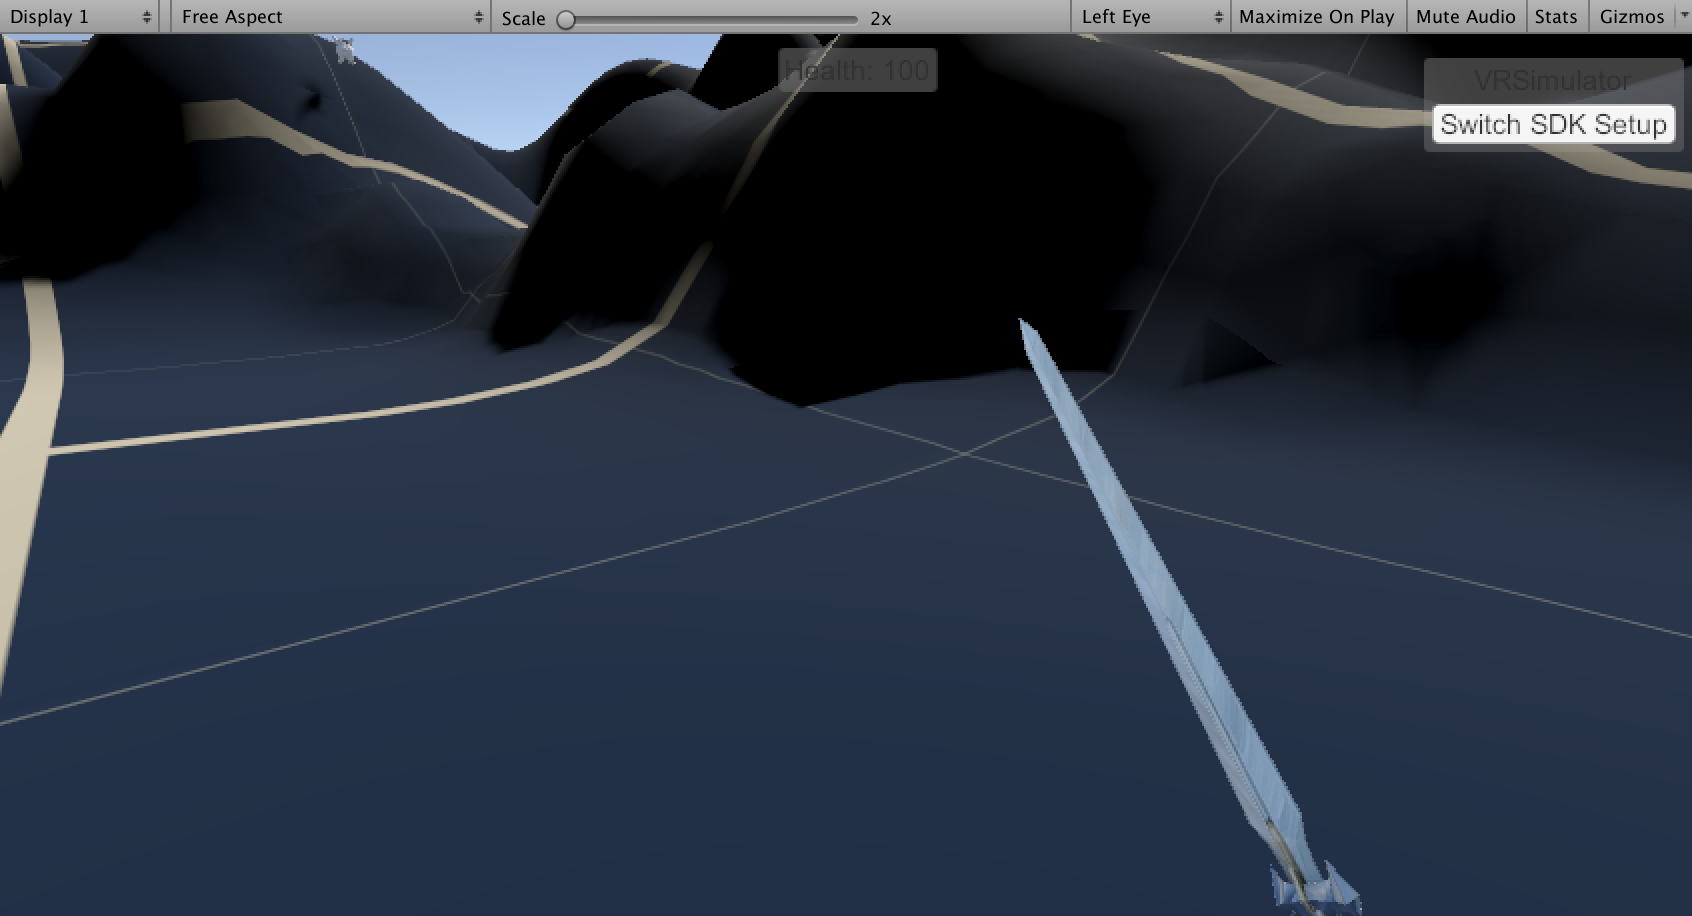 Display 1 Free Aspect Scale 2x Left Eye Maximize On Play Mute Audio Stats Gizmos
Health: 100
VRSimulator
Switch SDK Setup